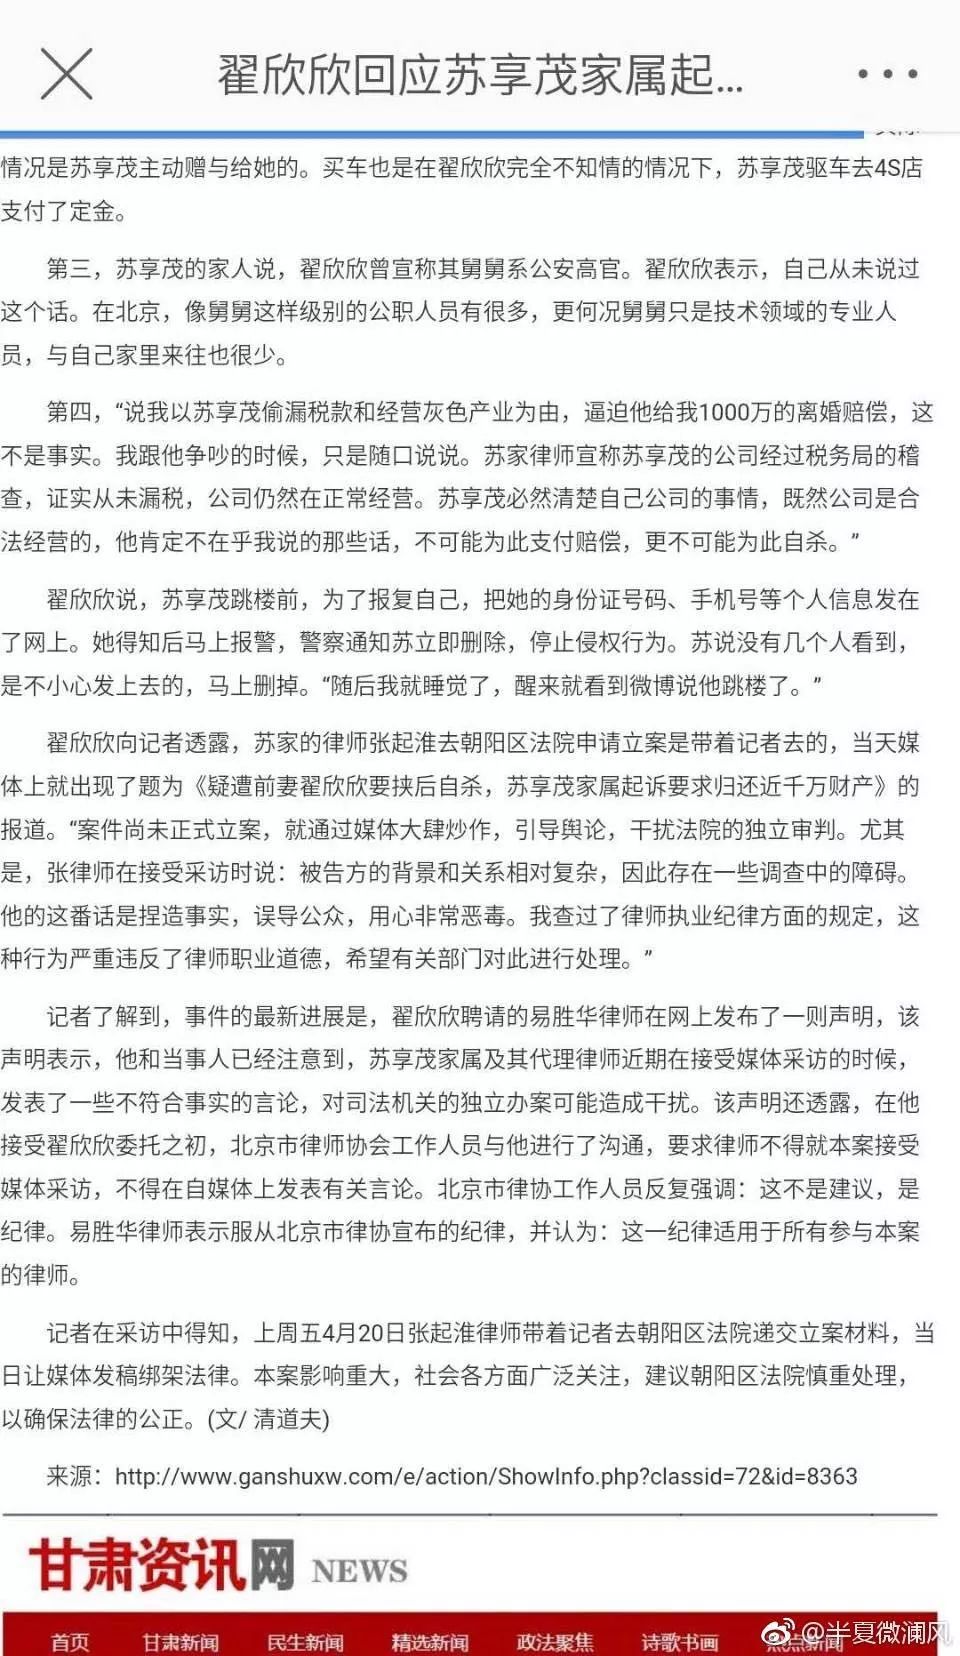 翟欣欣回应苏享茂家属起...
情况是苏享茂主动赠与给她的。买车也是在翟欣欣完全不知情的情况下，苏享茂驱车去4S店
支付了定金。
第三，苏享茂的家人说，翟欣欣曾宣称其舅舅系公安高官。翟欣欣表示，自己从未说过
这个话。在北京，像舅舅这样级别的公职人员有很多，更何况舅舅只是技术领域的专业人
员，与自己家里来往也很少。
第四，“说我以苏享茂偷漏税款和经营灰色产业为由，逼迫他给我1000万的离婚赔偿，这
不是事实。我跟他争吵的时候，只是随口说说。苏家律师宣称苏享茂的公司经过税务局的稽
查，证实从未漏税，公司仍然在正常经营。苏享茂必然清楚自己公司的事情，既然公司是合
法经营的，他肯定不在乎我说的那些话，不可能为此支付赔偿，更不可能为此自杀。”
翟欣欣说，苏享茂跳楼前，为了报复自己，把她的身份证号码、手机号等个人信息发在
了网上。她得知后马上报警，警察通知苏立即删除，停止侵权行为。苏说没有几个人看到，
是不小心发上去的，马上删掉。“随后我就睡觉了，醒来就看到微博说他跳楼了。”
翟欣欣向记者透露，苏家的律师张起淮去朝阳区法院申请立案是带着记者去的，当天媒
体上就出现了题为《疑遭前妻翟欣欣要挟后自杀，苏享茂家属起诉要求归还近千万财产》的
报道。“案件尚未正式立案，就通过媒体大肆炒作，引导舆论，干扰法院的独立审判。尤其
是，张律师在接受采访时说：被告方的背景和关系相对复杂，因此存在一些调查中的障碍。
他的这番话是捏造事实，误导公众，用心非常恶毒。我查过了律师执业纪律方面的规定，这
种行为严重违反了律师职业道德，希望有关部门对此进行处理。”
记者了解到，事件的最新进展是，翟欣欣聘请的易胜华律师在网上发布了一则声明，该
声明表示，他和当事人已经注意到，苏享茂家属及其代理律师近期在接受媒体采访的时候，
发表了一些不符合事实的言论，对司法机关的独立办案可能造成干扰。该声明还透露，在他
接受翟欣欣委托之初，北京市律师协会工作人员与他进行了沟通，要求律师不得就本案接受
媒体采访，不得在自媒体上发表有关言论。北京市律协工作人员反复强调：这不是建议，是
纪律。易胜华律师表示服从北京市律协宣布的纪律，并认为：这一纪律适用于所有参与本案
的律师。
记者在采访中得知，上周五4月20日张起淮律师带着记者去朝阳区法院递交立案材料，当
日让媒体发稿绑架法律。本案影响重大，社会各方面广泛关注，建议朝阳区法院慎重处理，
以确保法律的公正。(文/ 清道夫)
来源：http://www.ganshuxw.com/e/action/ShowInfo.php?classid=72&id=8363
甘肃资讯网 NEWS
首页 甘肃新闻 民生新闻 精选新闻 政法聚焦 诗歌书画 热点新闻
@半夏微澜风